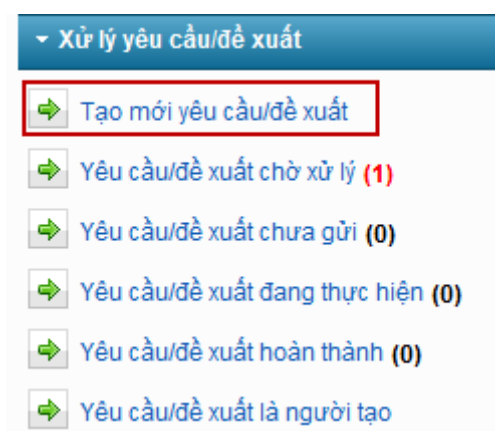 Xử lý yêu cầu/đề xuất
Tạo mới yêu cầu/đề xuất
Yêu cầu/đề xuất chờ xử lý (1)
Yêu cầu/đề xuất chưa gửi (0)
Yêu cầu/đề xuất đang thực hiện (0)
Yêu cầu/đề xuất hoàn thành (0)
Yêu cầu/đề xuất là người tạo